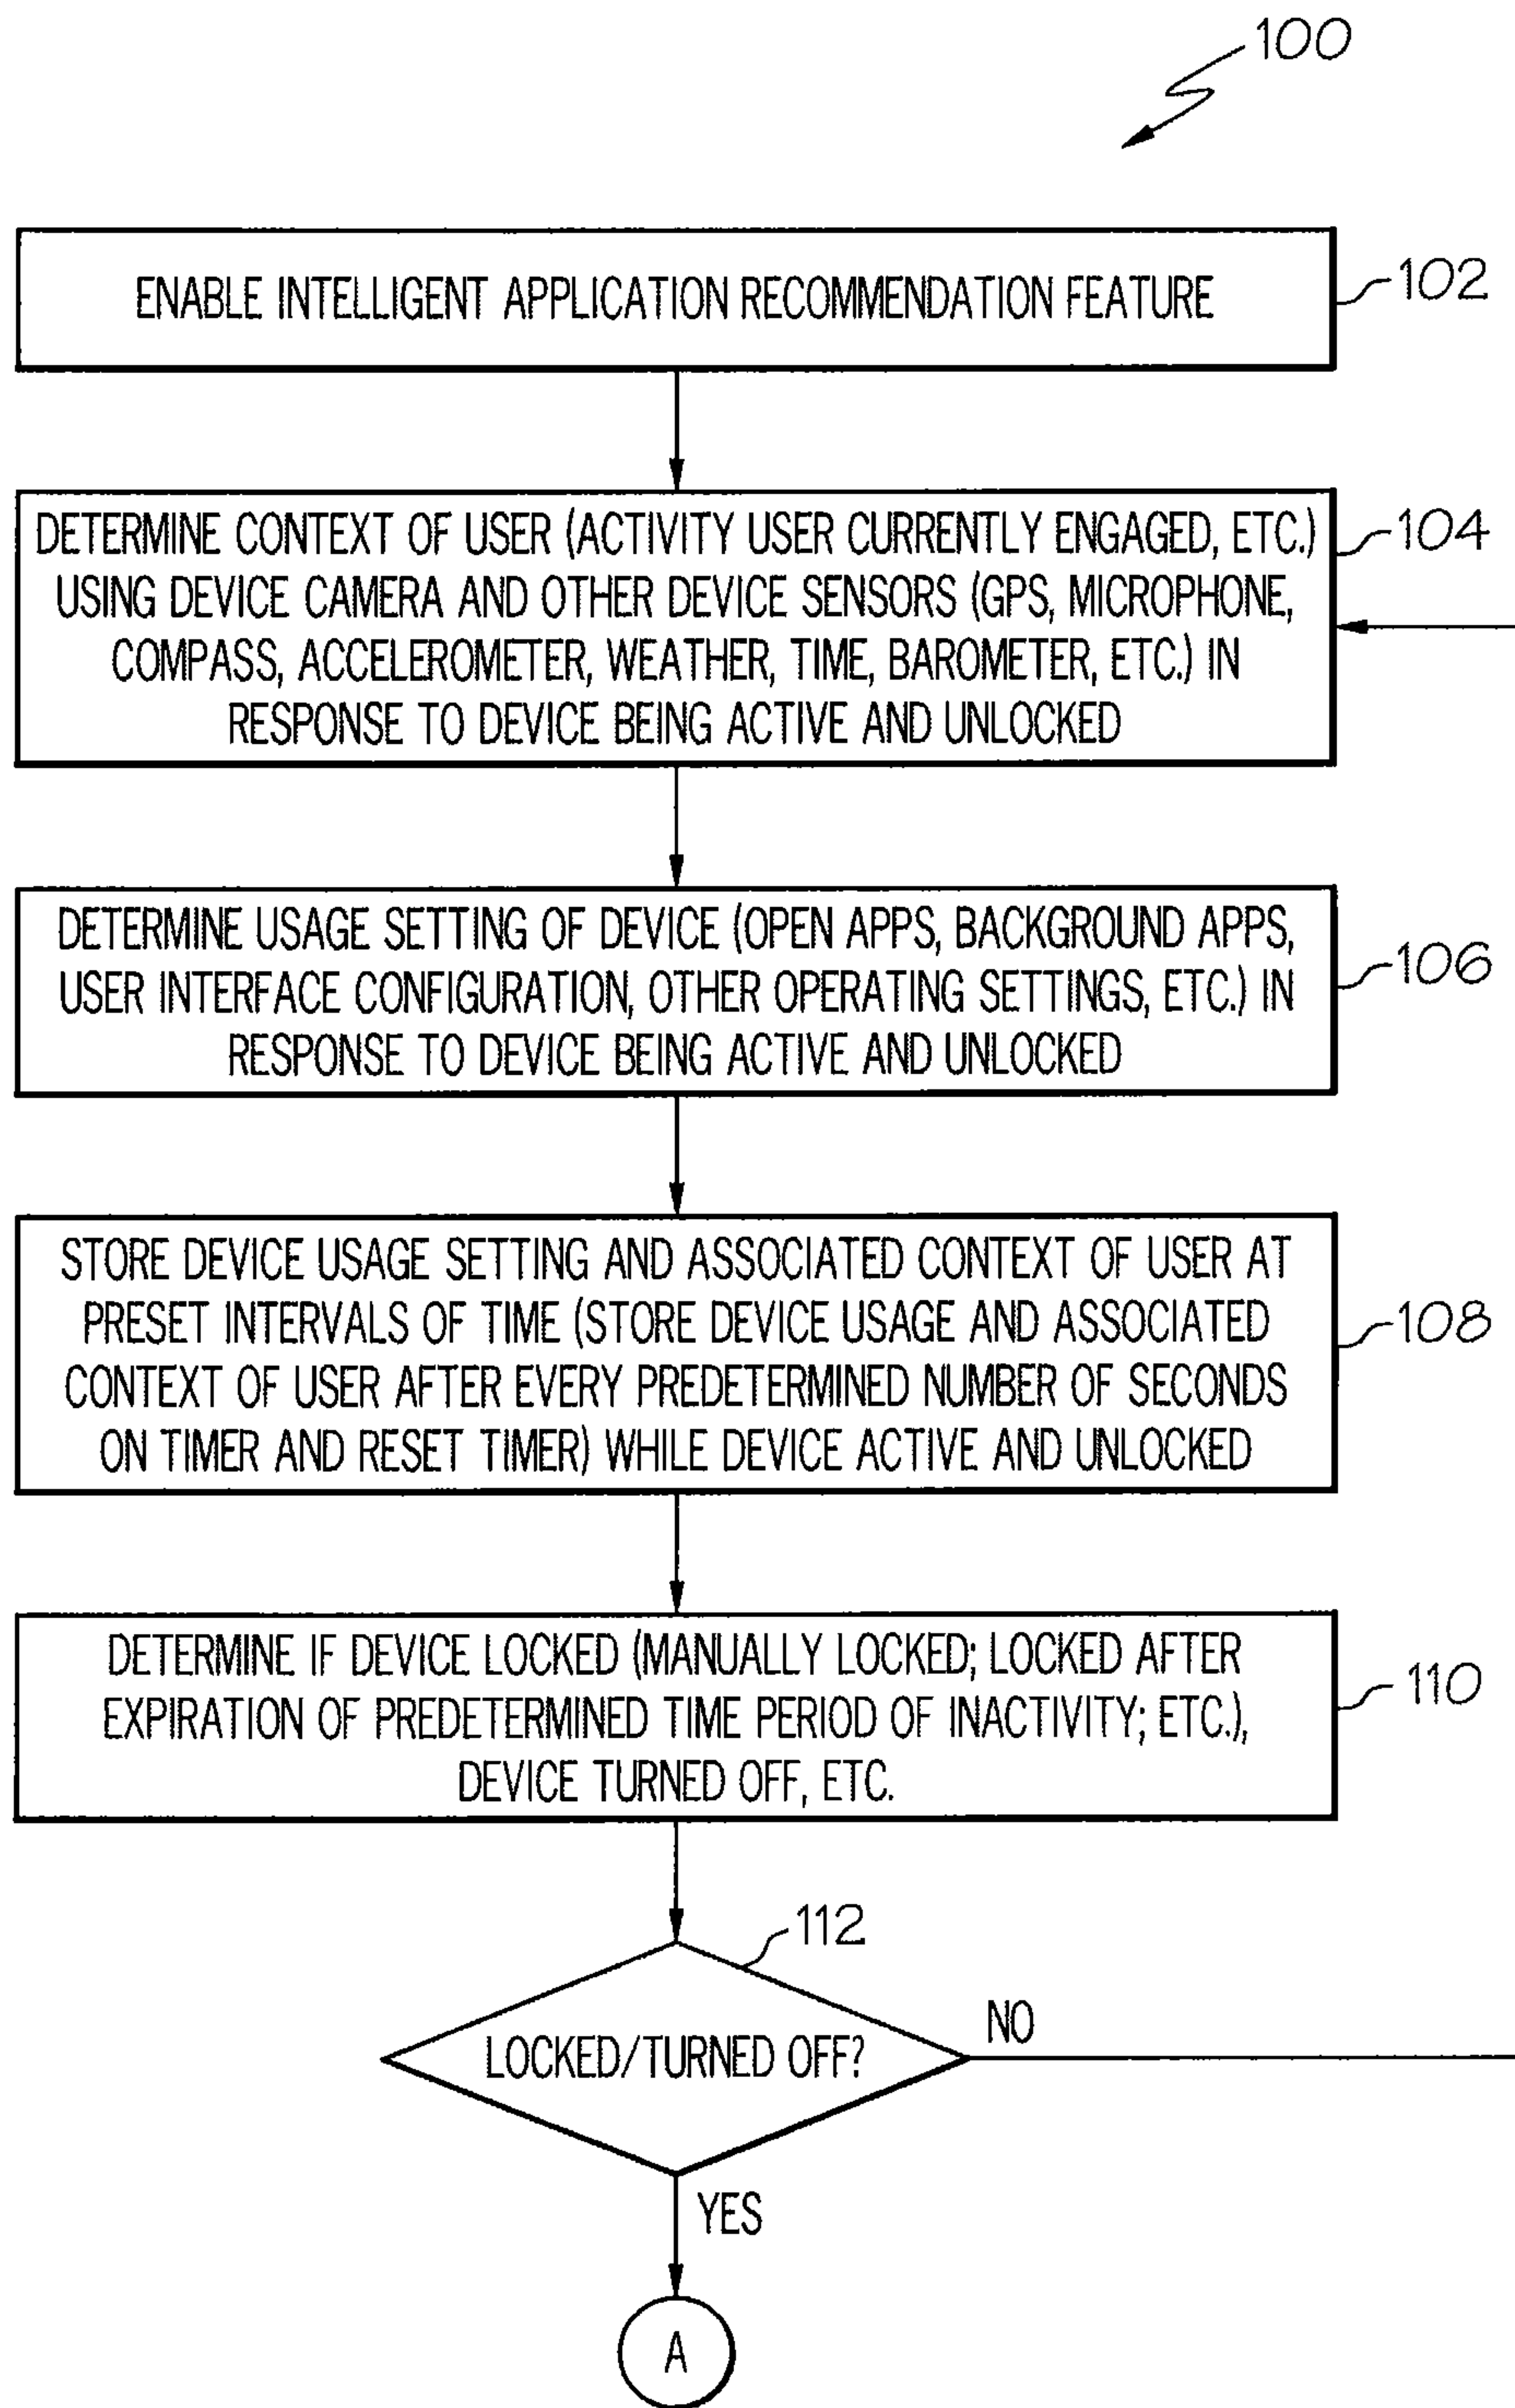 100
ENABLE INTELLIGENT APPLICATION RECOMMENDATION FEATURE
102
DETERMINE CONTEXT OF USER (ACTIVITY USER CURRENTLY ENGAGED, ETC.)
USING DEVICE CAMERA AND OTHER DEVICE SENSORS (GPS, MICROPHONE,
COMPASS, ACCELEROMETER, WEATHER, TIME, BAROMETER, ETC.) IN
RESPONSE TO DEVICE BEING ACTIVE AND UNLOCKED
104
DETERMINE USAGE SETTING OF DEVICE (OPEN APPS, BACKGROUND APPS,
USER INTERFACE CONFIGURATION, OTHER OPERATING SETTINGS, ETC.) IN
RESPONSE TO DEVICE BEING ACTIVE AND UNLOCKED
106
STORE DEVICE USAGE SETTING AND ASSOCIATED CONTEXT OF USER AT
PRESET INTERVALS OF TIME (STORE DEVICE USAGE AND ASSOCIATED
CONTEXT OF USER AFTER EVERY PREDETERMINED NUMBER OF SECONDS
ON TIMER AND RESET TIMER) WHILE DEVICE ACTIVE AND UNLOCKED
108
DETERMINE IF DEVICE LOCKED (MANUALLY LOCKED; LOCKED AFTER
EXPIRATION OF PREDETERMINED TIME PERIOD OF INACTIVITY; ETC.),
DEVICE TURNED OFF, ETC.
110
112
LOCKED/TURNED OFF?
NO
YES
A